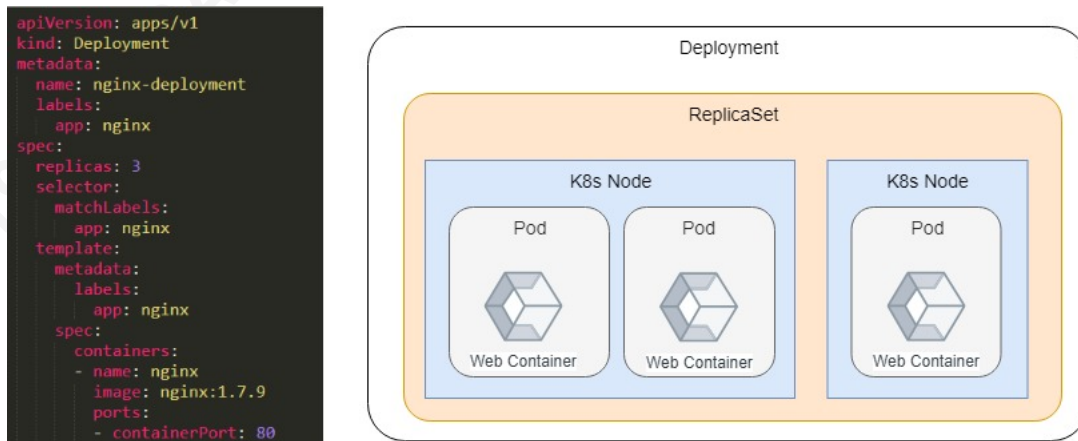 apiVersion: apps/v1
kind: Deployment
metadata:
  name: nginx-deployment
  labels:
    app: nginx
spec:
  replicas: 3
  selector:
    matchLabels:
      app: nginx
  template:
    metadata:
      labels:
        app: nginx
    spec:
      containers:
      - name: nginx
        image: nginx:1.7.9
        ports:
        - containerPort: 80
Deployment
ReplicaSet
K8s Node
Pod
Web Container
Pod
Web Container
K8s Node
Pod
Web Container